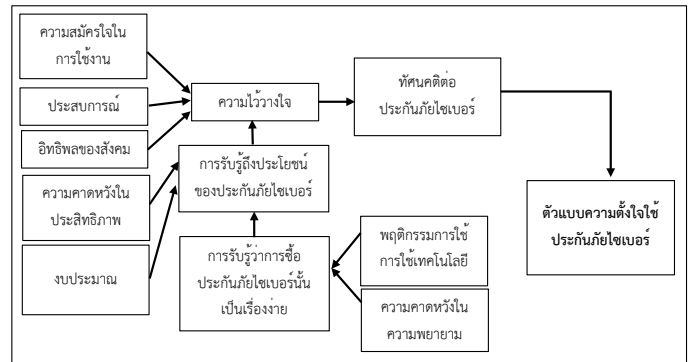 ความสมัครใจใน
การใช้งาน
ประสบการณ์
อิทธิพลของสังคม
ความคาดหวังใน
ประสิทธิภาพ
งบประมาณ
ความไว้วางใจ
การรับรู้ถึงประโยชน์
ของประกันภัยไซเบอร์
การรับรู้ว่าการซื้อ
ประกันภัยไซเบอร์นั้น
เป็นเรื่องง่าย
ทัศนคติต่อ
ประกันภัยไซเบอร์
พฤติกรรมการใช้
การใช้เทคโนโลยี
ความคาดหวังใน
ความพยายาม
ตัวแบบความตั้งใจใช้
ประกันภัยไซเบอร์